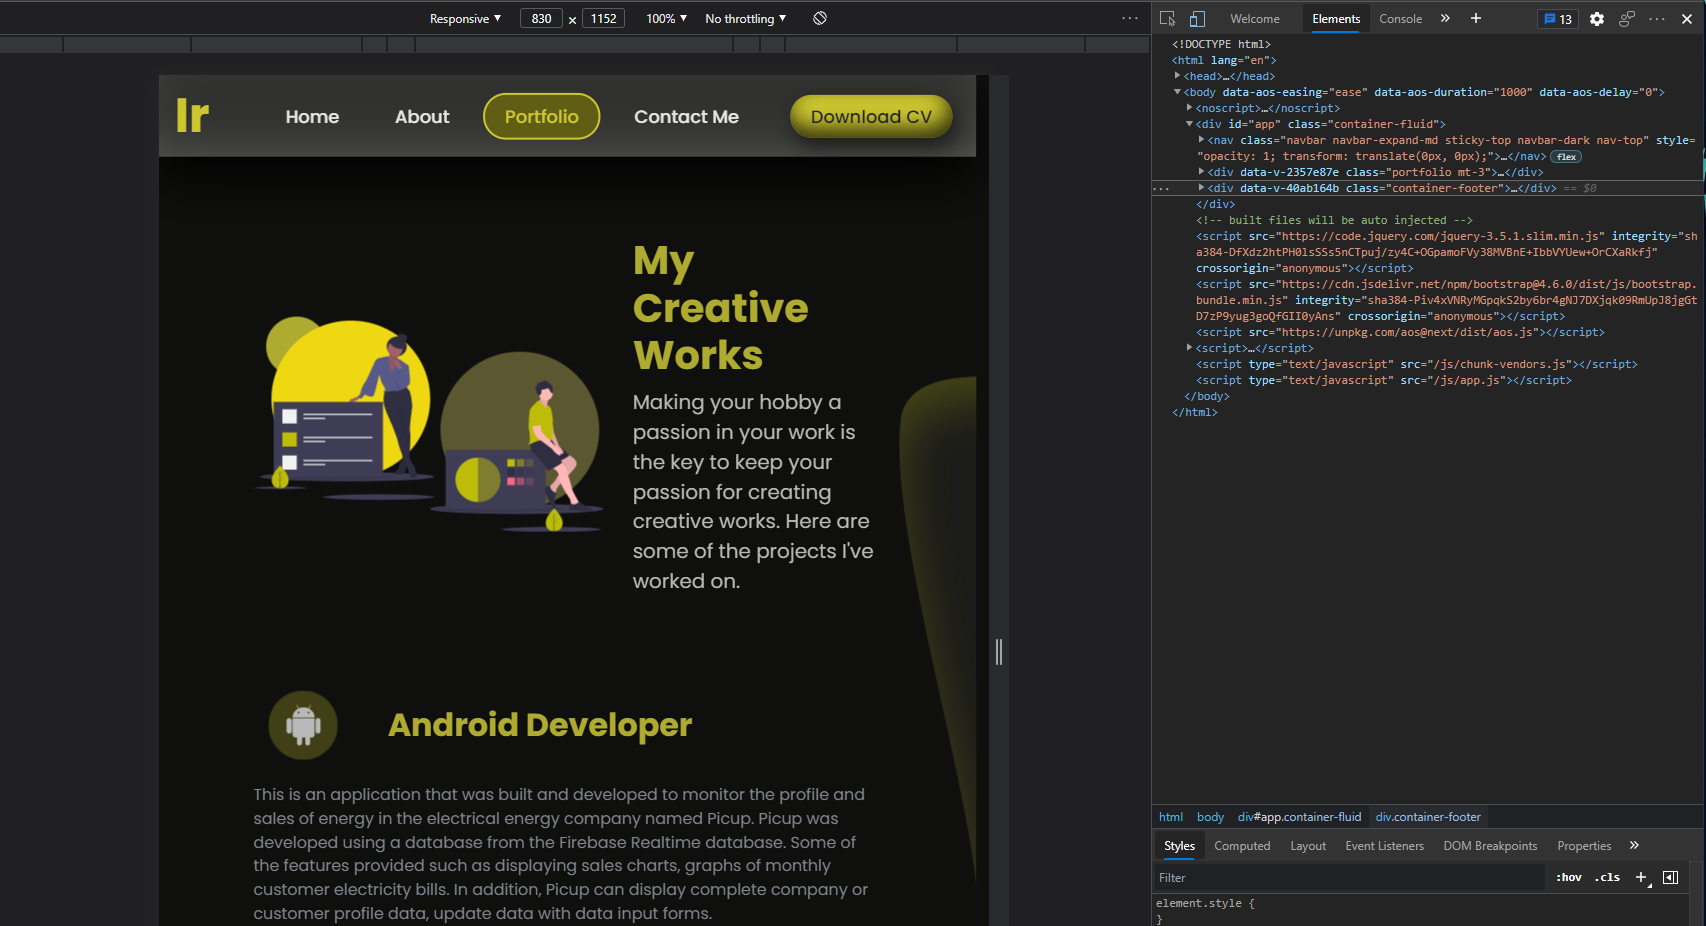 Responsive ▼ 830 × 1152 100% ▼ No throttling ▼
Ir
Home
About
Portfolio
Contact Me
Download CV
My
Creative
Works
Making your hobby a
passion in your work is
the key to keep your
passion for creating
creative works. Here are
some of the projects I've
worked on.
Android Developer
This is an application that was built and developed to monitor the profile and
sales of energy in the electrical energy company named Picup. Picup was
developed using a database from the Firebase Realtime database. Some of
the features provided such as displaying sales charts, graphs of monthly
customer electricity bills. In addition, Picup can display complete company or
customer profile data, update data with data input forms.
Welcome Elements Console » + 13
<!DOCTYPE html>
<html lang="en">
<head>…</head>
<body data-aos-easing="ease" data-aos-duration="1000" data-aos-delay="0">
<noscript>…</noscript>
<div id="app" class="container-fluid">
<nav class="navbar navbar-expand-md sticky-top navbar-dark nav-top" style=
"opacity: 1; transform: translate(0px, 0px);">…</nav> flex
<div data-v-2357e87e class="portfolio mt-3">…</div>
<div data-v-40ab164b class="container-footer">…</div> == $0
</div>
<!-- built files will be auto injected -->
<script src="https://code.jquery.com/jquery-3.5.1.slim.min.js" integrity="sha
384-DfXdz2htPH0lsSSs5nCTpuj/zy4C+OGpamoFVy38MVBnE+IbbVYUew+OrCXaRkfj"
crossorigin="anonymous"></script>
<script src="https://cdn.jsdelivr.net/npm/bootstrap@4.6.0/dist/js/bootstrap.
bundle.min.js" integrity="sha384-Piv4xVNRyMGpqkS2by6br4gNJ7DXjqk09RmUpJ8jgGt
D7zP9yug3goQfGII0yAns" crossorigin="anonymous"></script>
<script src="https://unpkg.com/aos@next/dist/aos.js"></script>
<script>…</script>
<script type="text/javascript" src="/js/chunk-vendors.js"></script>
<script type="text/javascript" src="/js/app.js"></script>
</body>
</html>
html body div#app.container-fluid div.container-footer
Styles Computed Layout Event Listeners DOM Breakpoints Properties »
Filter :hov .cls +
element.style {
}